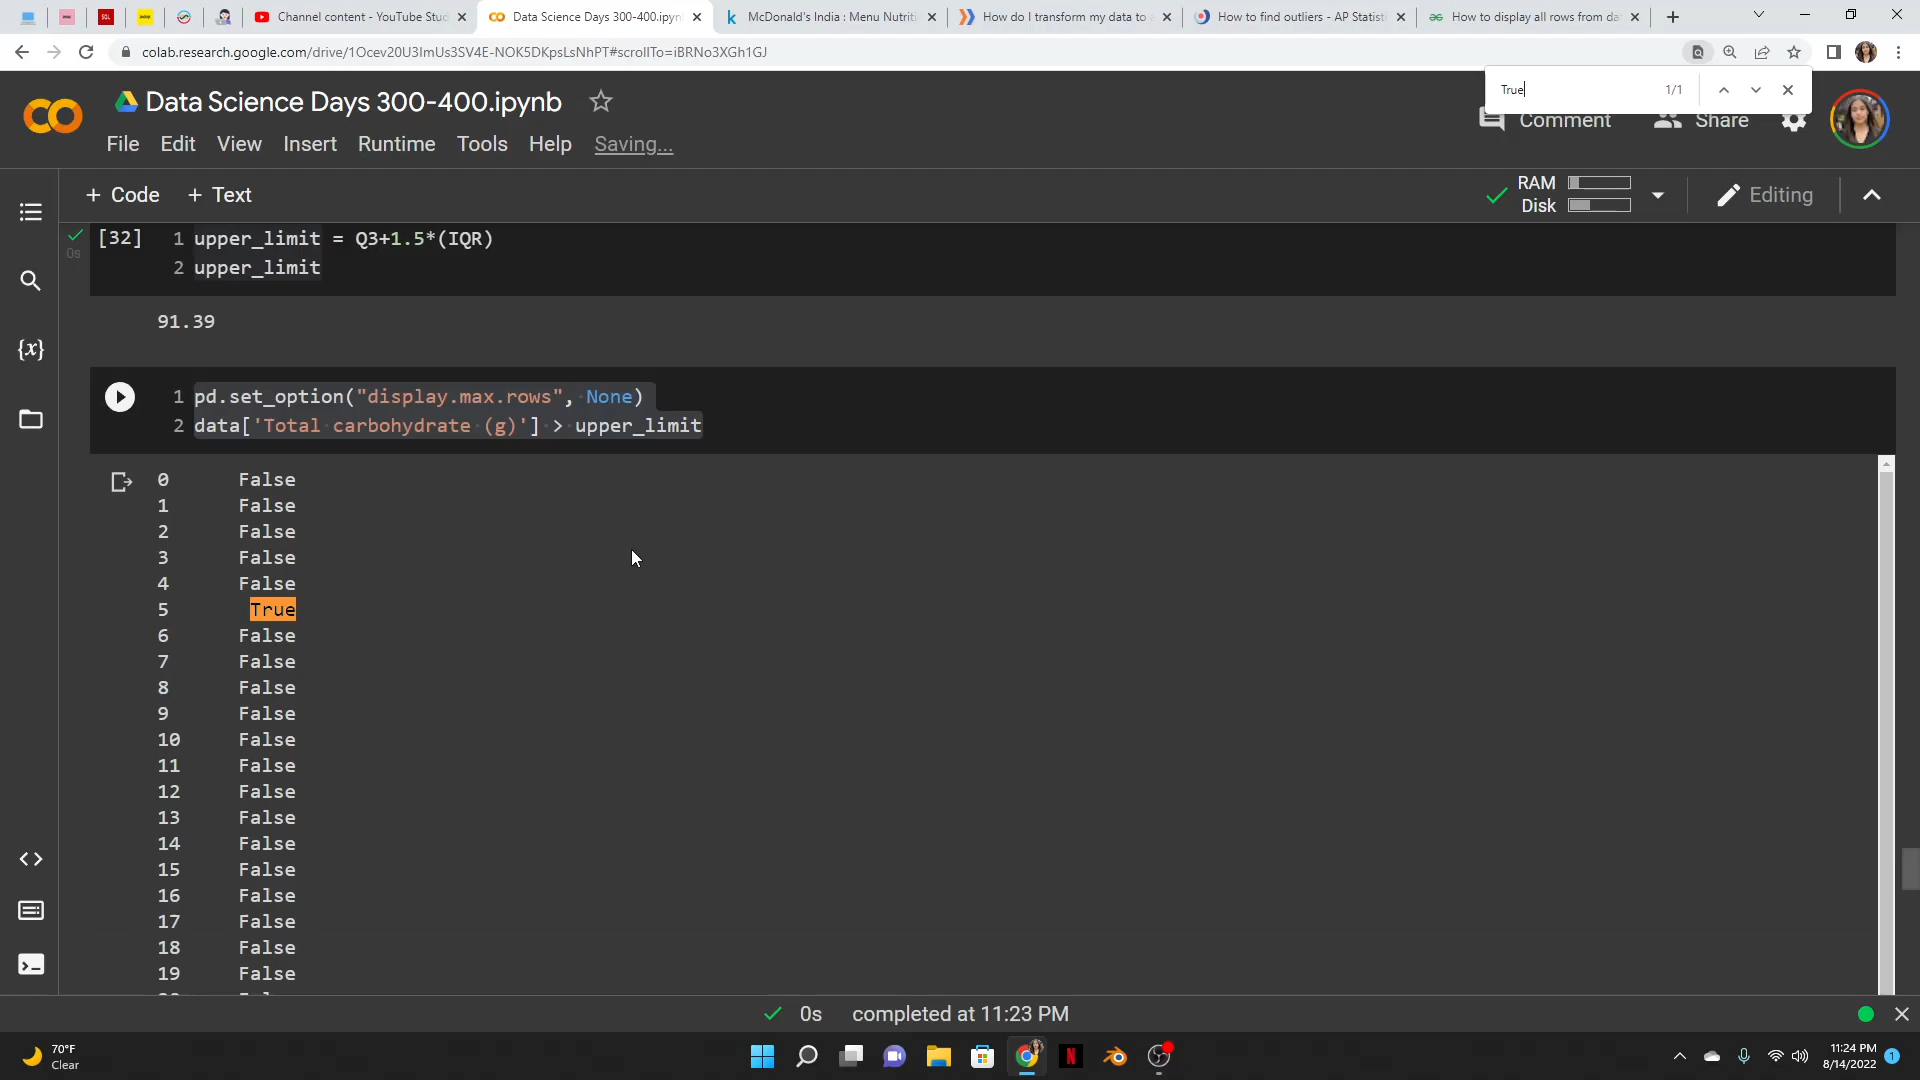 Channel content - YouTube Stud
Data Science Days 300-400.ipyn
McDonald's India : Menu Nutriti
How do I transform my data to
How to find outliers - AP Statist
How to display all rows from da
colab.research.google.com/drive/1Ocev20U3ImUs3SV4E-NOK5DKpsLsNhPT#scrollTo=iBRNo3XGh1GJ
True 1/1
Data Science Days 300-400.ipynb
File Edit View Insert Runtime Tools Help Saving...
Comment Share
+ Code + Text
RAM
Disk
Editing
[32] 1 upper_limit = Q3+1.5*(IQR)
0s 2 upper_limit
91.39
1 pd.set_option("display.max.rows", None)
2 data['Total carbohydrate (g)'] > upper_limit
0 False
1 False
2 False
3 False
4 False
5 True
6 False
7 False
8 False
9 False
10 False
11 False
12 False
13 False
14 False
15 False
16 False
17 False
18 False
19 False
0s completed at 11:23 PM
70°F
Clear
11:24 PM
8/14/2022
1